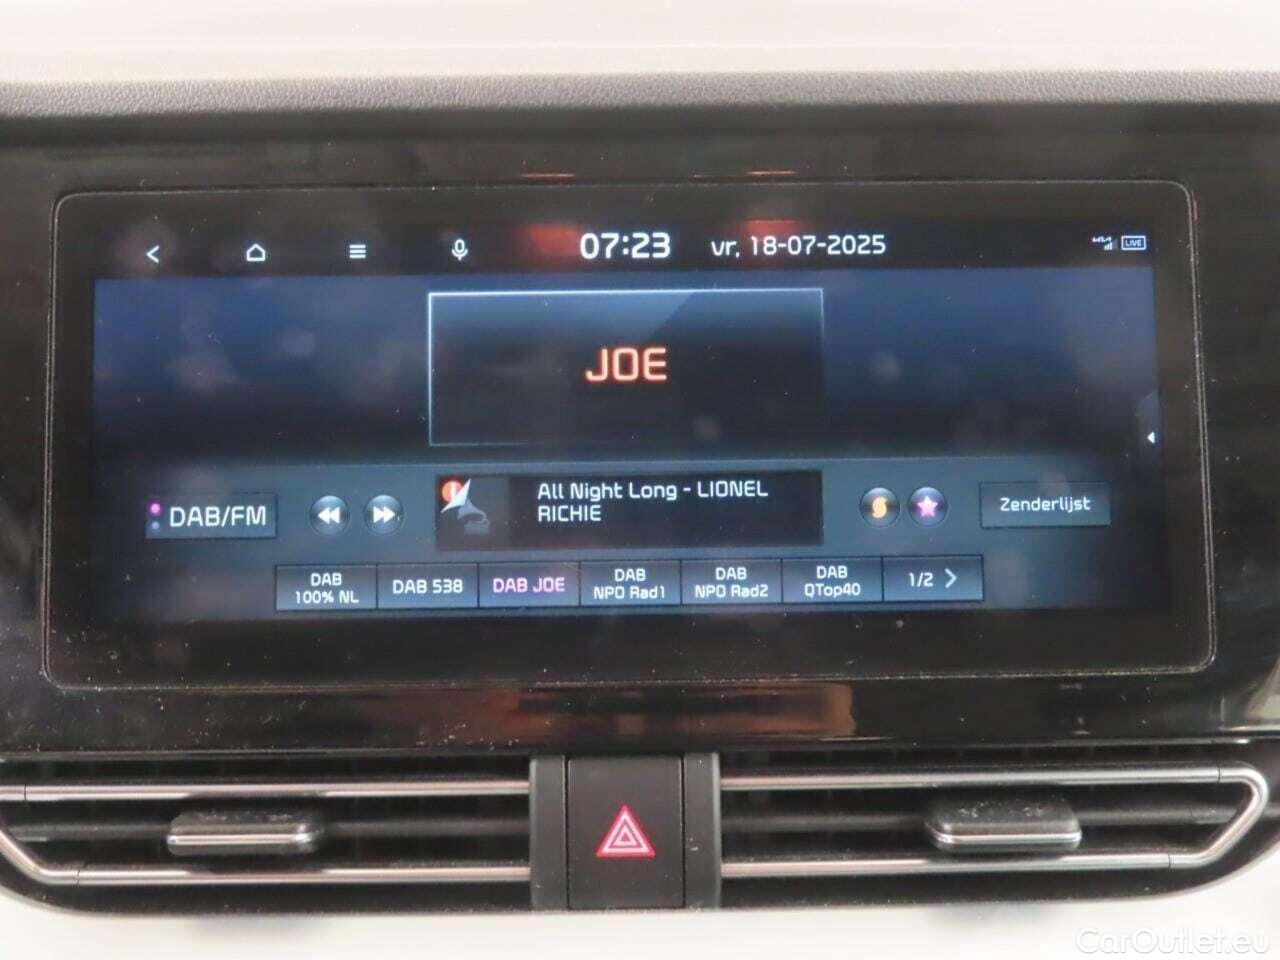 07:23 vr, 18-07-2025
LIVE
JOE
DAB/FM
All Night Long - LIONEL
RICHIE
Zenderlijst
DAB
100% NL
DAB 538
DAB JOE
DAB
NPO Rad1
DAB
NPO Rad2
DAB
QTop40
1/2
CarOutlet.eu